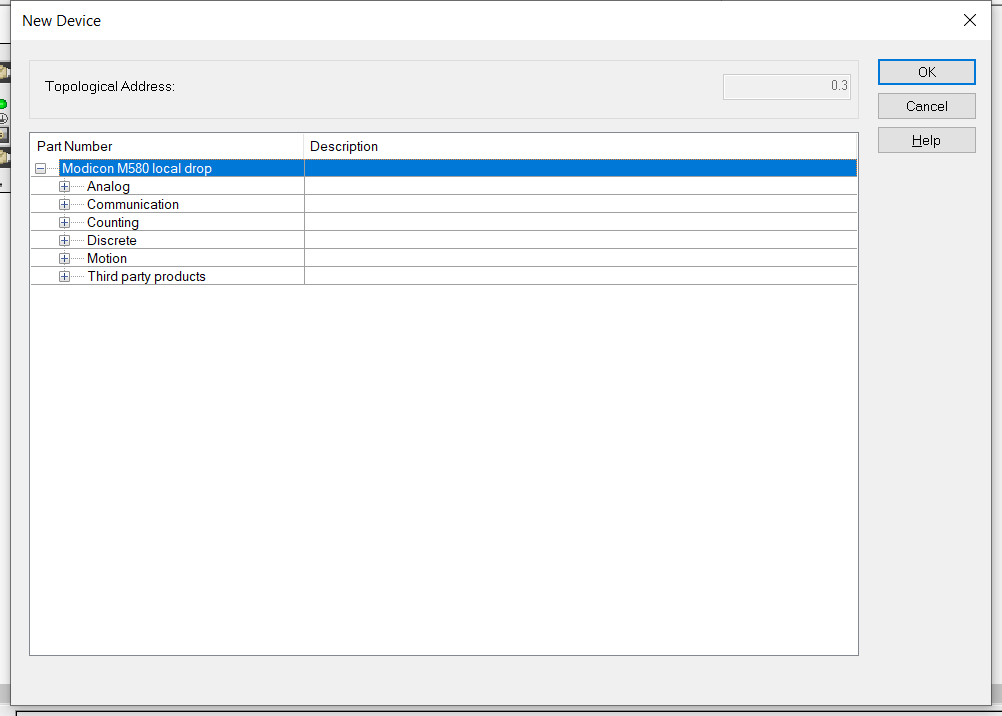 New Device
Topological Address:
0.3
OK
Cancel
Help
Part Number Description
Modicon M580 local drop
Analog
Communication
Counting
Discrete
Motion
Third party products